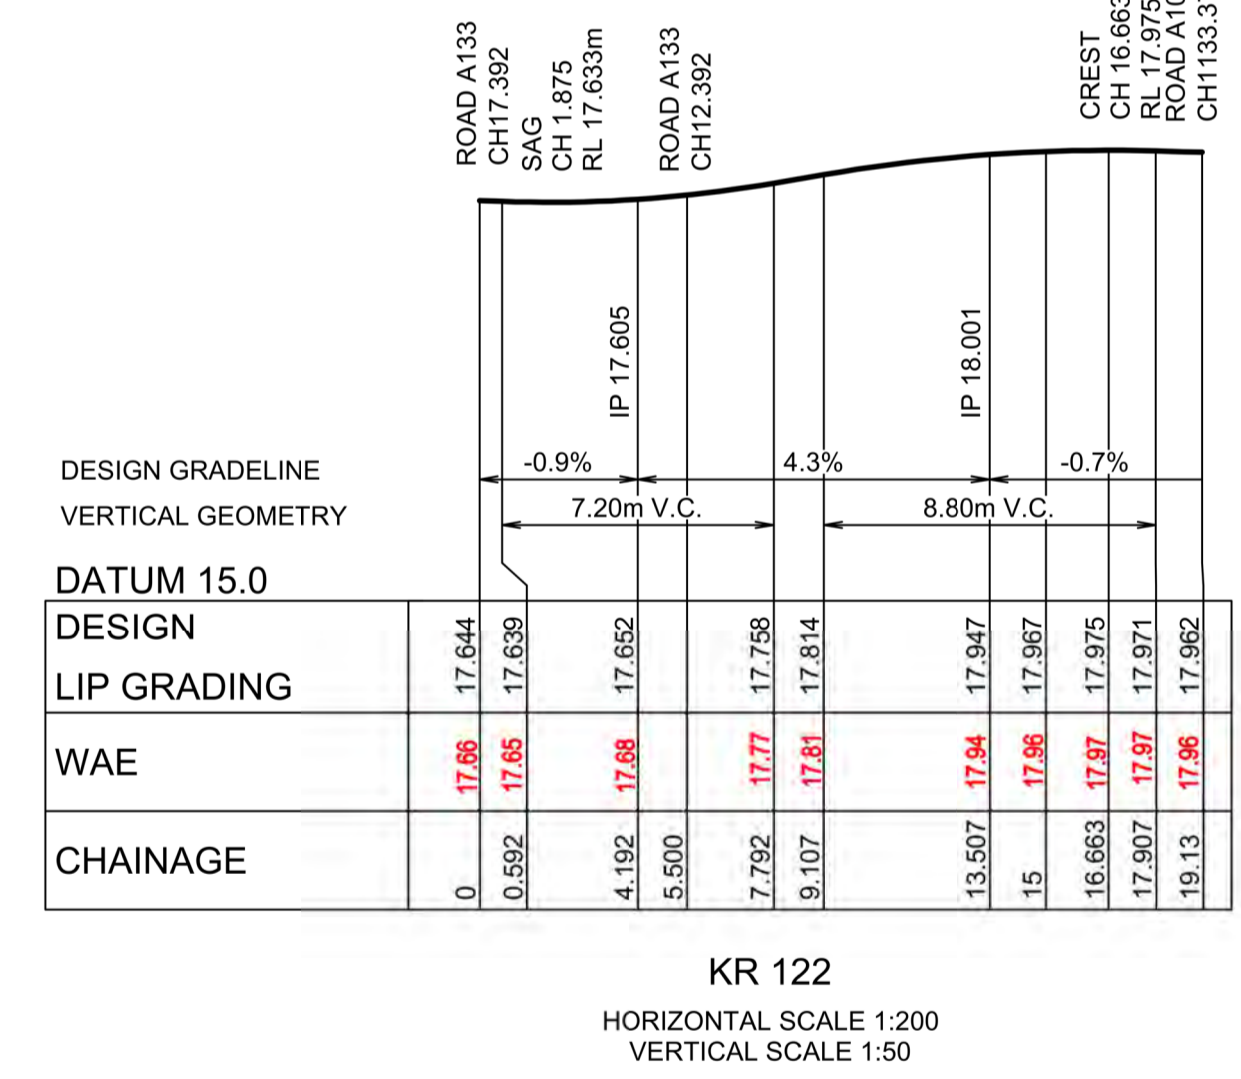 ROAD A133
CH17.392
SAG
CH 1.875
RL 17.633m
ROAD A133
CH12.392
CREST
CH 16.663
RL 17.975
ROAD
CH1133.3
IP 17.605
IP 18.001
DESIGN GRADELINE -0.9% 4.3% -0.7%
VERTICAL GEOMETRY 7.20m V.C. 8.80m V.C.
DATUM 15.0
DESIGN
LIP GRADING
17.644 17.639 17.652 17.758 17.814 17.947 17.967 17.975 17.971 17.962
WAE 17.66 17.65 17.68 17.77 17.81 17.94 17.96 17.97 17.97 17.96
CHAINAGE 0 0.592 4.192 5.500 7.792 9.107 13.507 15 16.663 17.907 19.13
KR 122
HORIZONTAL SCALE 1:200
VERTICAL SCALE 1:50